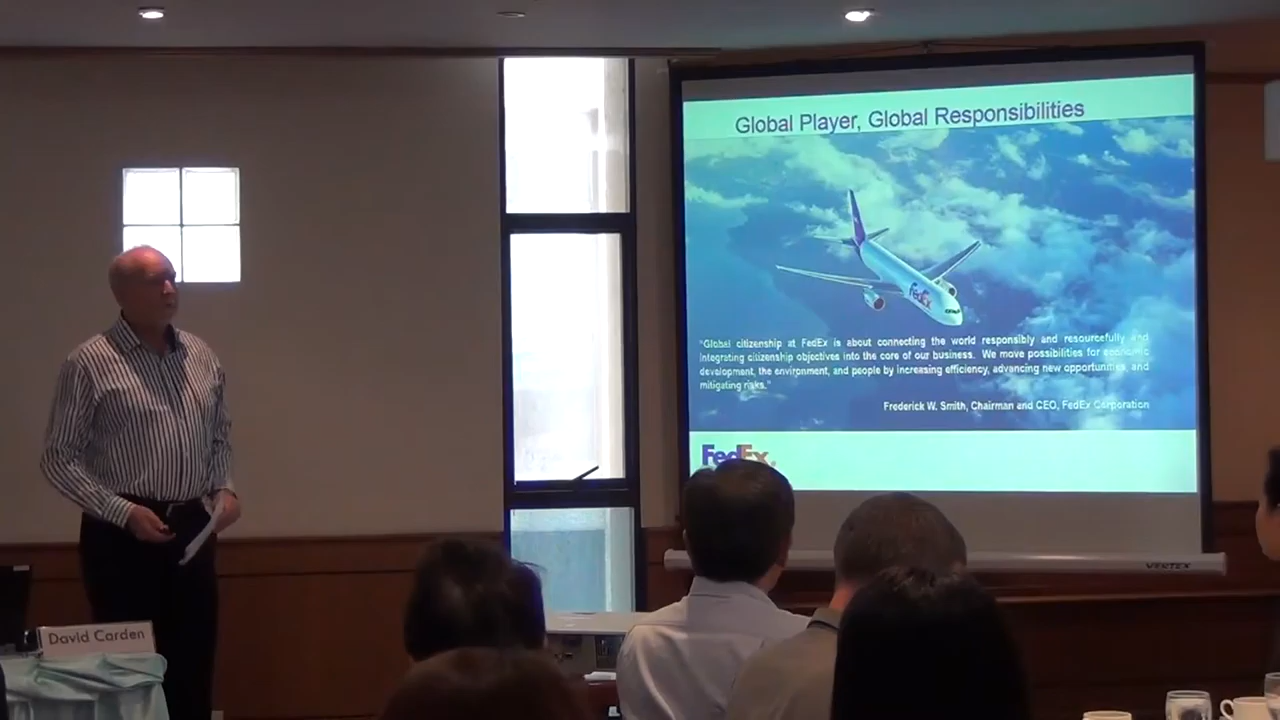 Global Player, Global Responsibilities
FedEx
"Global citizenship at FedEx is about connecting the world responsibly and resourcefully and
integrating citizenship objectives into the core of our business. We move possibilities for economic
development, the environment, and people by increasing efficiency, advancing new opportunities, and
mitigating risks."
Frederick W. Smith, Chairman and CEO, FedEx Corporation
FedEx
VERTEX
David Carden